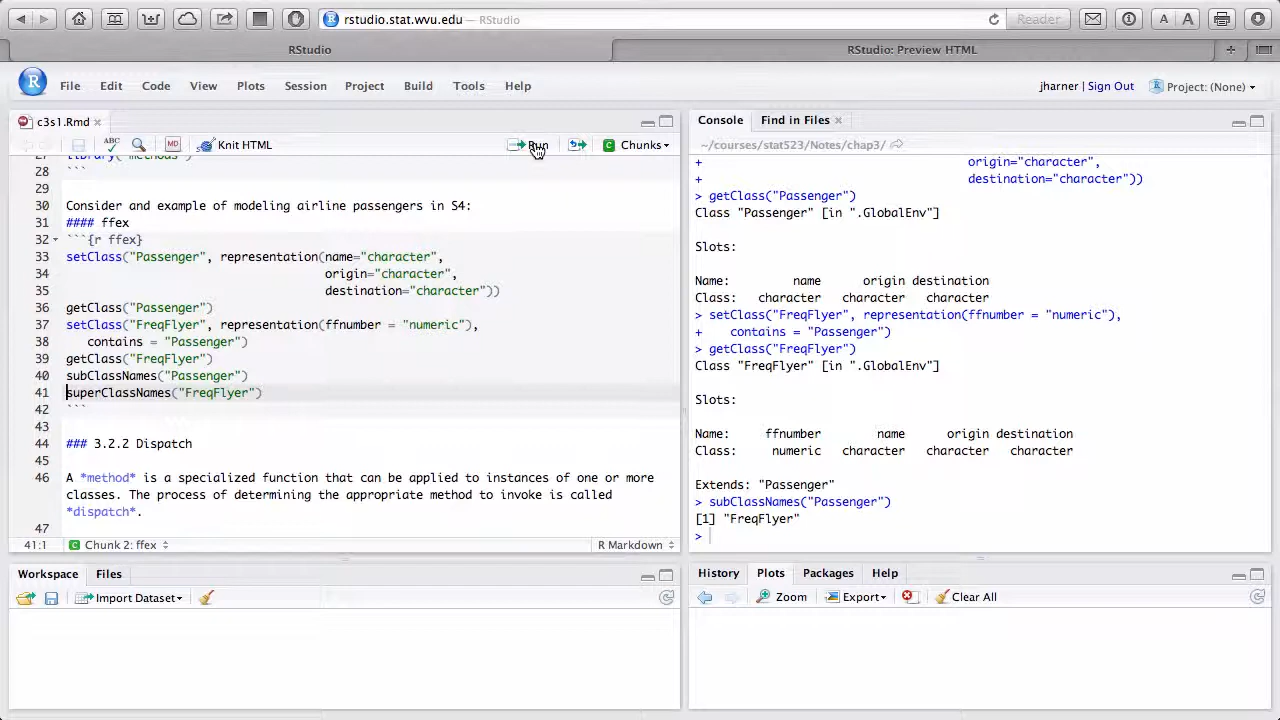 rstudio.stat.wvu.edu — RStudio
Reader
A A
RStudio
RStudio: Preview HTML
+
R File Edit Code View Plots Session Build Tools Help
jharner | Sign Out
R Project: (None)
c3s1.Rmd
ABC MD Knit HTML
Run
C Chunks
27 library("methods")
28 ```
29
30 Consider and example of modeling airline passengers in S4:
31 #### ffex
32 ```{r ffex}
33 setClass("Passenger", representation(name="character",
34 origin="character",
35 destination="character"))
36 getClass("Passenger")
37 setClass("FreqFlyer", representation(ffnumber = "numeric"),
38 contains = "Passenger")
39 getClass("FreqFlyer")
40 subClassNames("Passenger")
41 superClassNames("FreqFlyer")
42 ```
43
44 ### 3.2.2 Dispatch
45
46 A *method* is a specialized function that can be applied to instances of one or more
classes. The process of determining the appropriate method to invoke is called
*dispatch*.
47
41:1 C Chunk 2: ffex
R Markdown
Console Find in Files
~/courses/stat523/Notes/chap3/
+ origin="character",
+ destination="character"))
> getClass("Passenger")
Class "Passenger" [in ".GlobalEnv"]
Slots:
Name: name origin destination
Class: character character character
> setClass("FreqFlyer", representation(ffnumber = "numeric"),
+ contains = "Passenger")
> getClass("FreqFlyer")
Class "FreqFlyer" [in ".GlobalEnv"]
Slots:
Name: ffnumber name origin destination
Class: numeric character character character
Extends: "Passenger"
> subClassNames("Passenger")
[1] "FreqFlyer"
>
Workspace Files
Import Dataset
History Plots Packages Help
Zoom Export Clear All